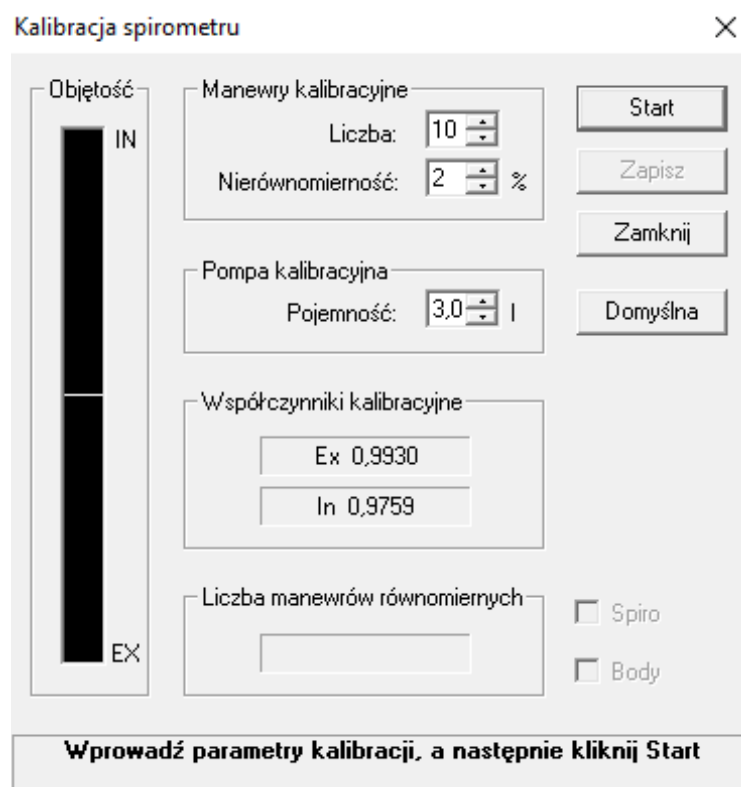 Kalibracja spirometru
Objętość
IN
EX
Manewry kalibracyjne
Liczba: 10
Nierównomierność: 2 %
Pompa kalibracyjna
Pojemność: 3,0 l
Współczynniki kalibracyjne
Ex 0,9930
In 0,9759
Liczba manewrów równomiernych
Start
Zapisz
Zamknij
Domyślna
Spiro
Body
Wprowadź parametry kalibracji, a następnie kliknij Start